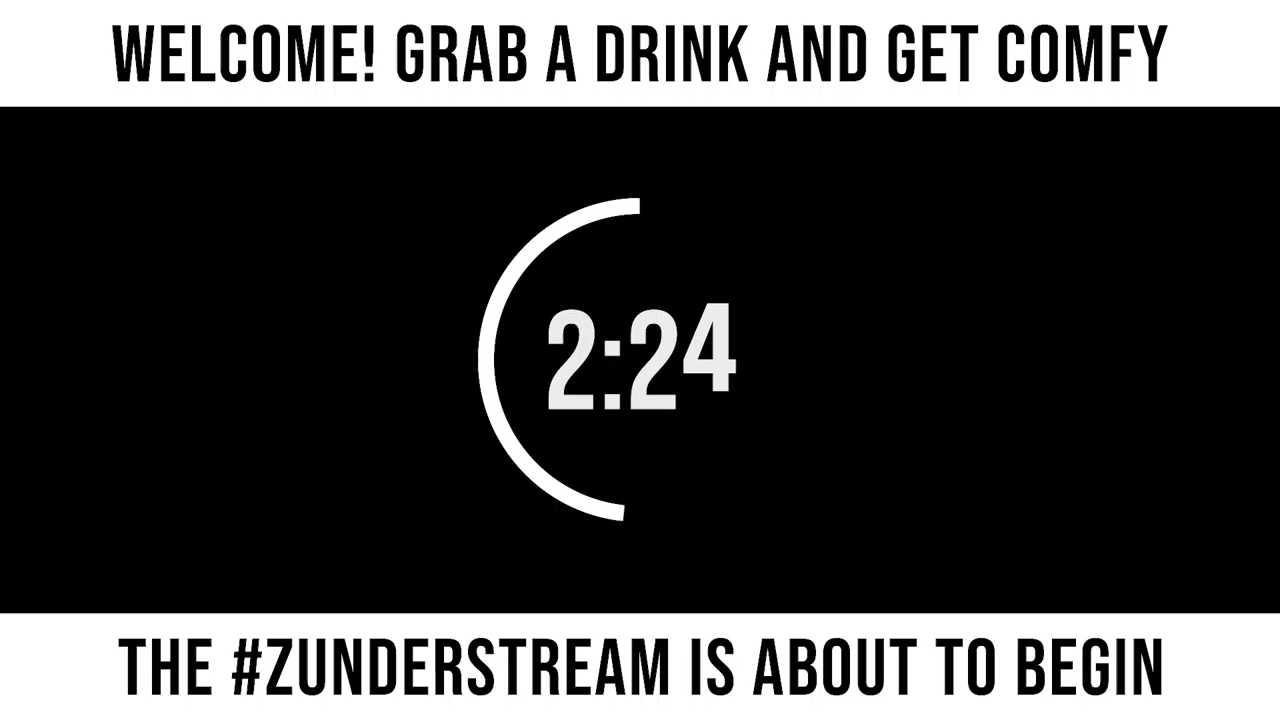 WELCOME! GRAB A DRINK AND GET COMFY
2:24
THE #ZUNDERSTREAM IS ABOUT TO BEGIN